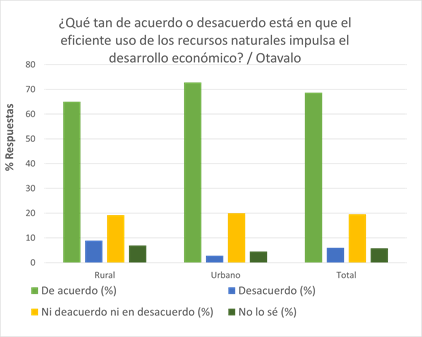 ¿Qué tan de acuerdo o desacuerdo está en que el
eficiente uso de los recursos naturales impulsa el
desarrollo económico? / Otavalo
% Respuestas
80
70
60
50
40
30
20
10
0
Rural
Urbano
Total
De acuerdo (%)
Desacuerdo (%)
Ni deacuerdo ni en desacuerdo (%)
No lo sé (%)